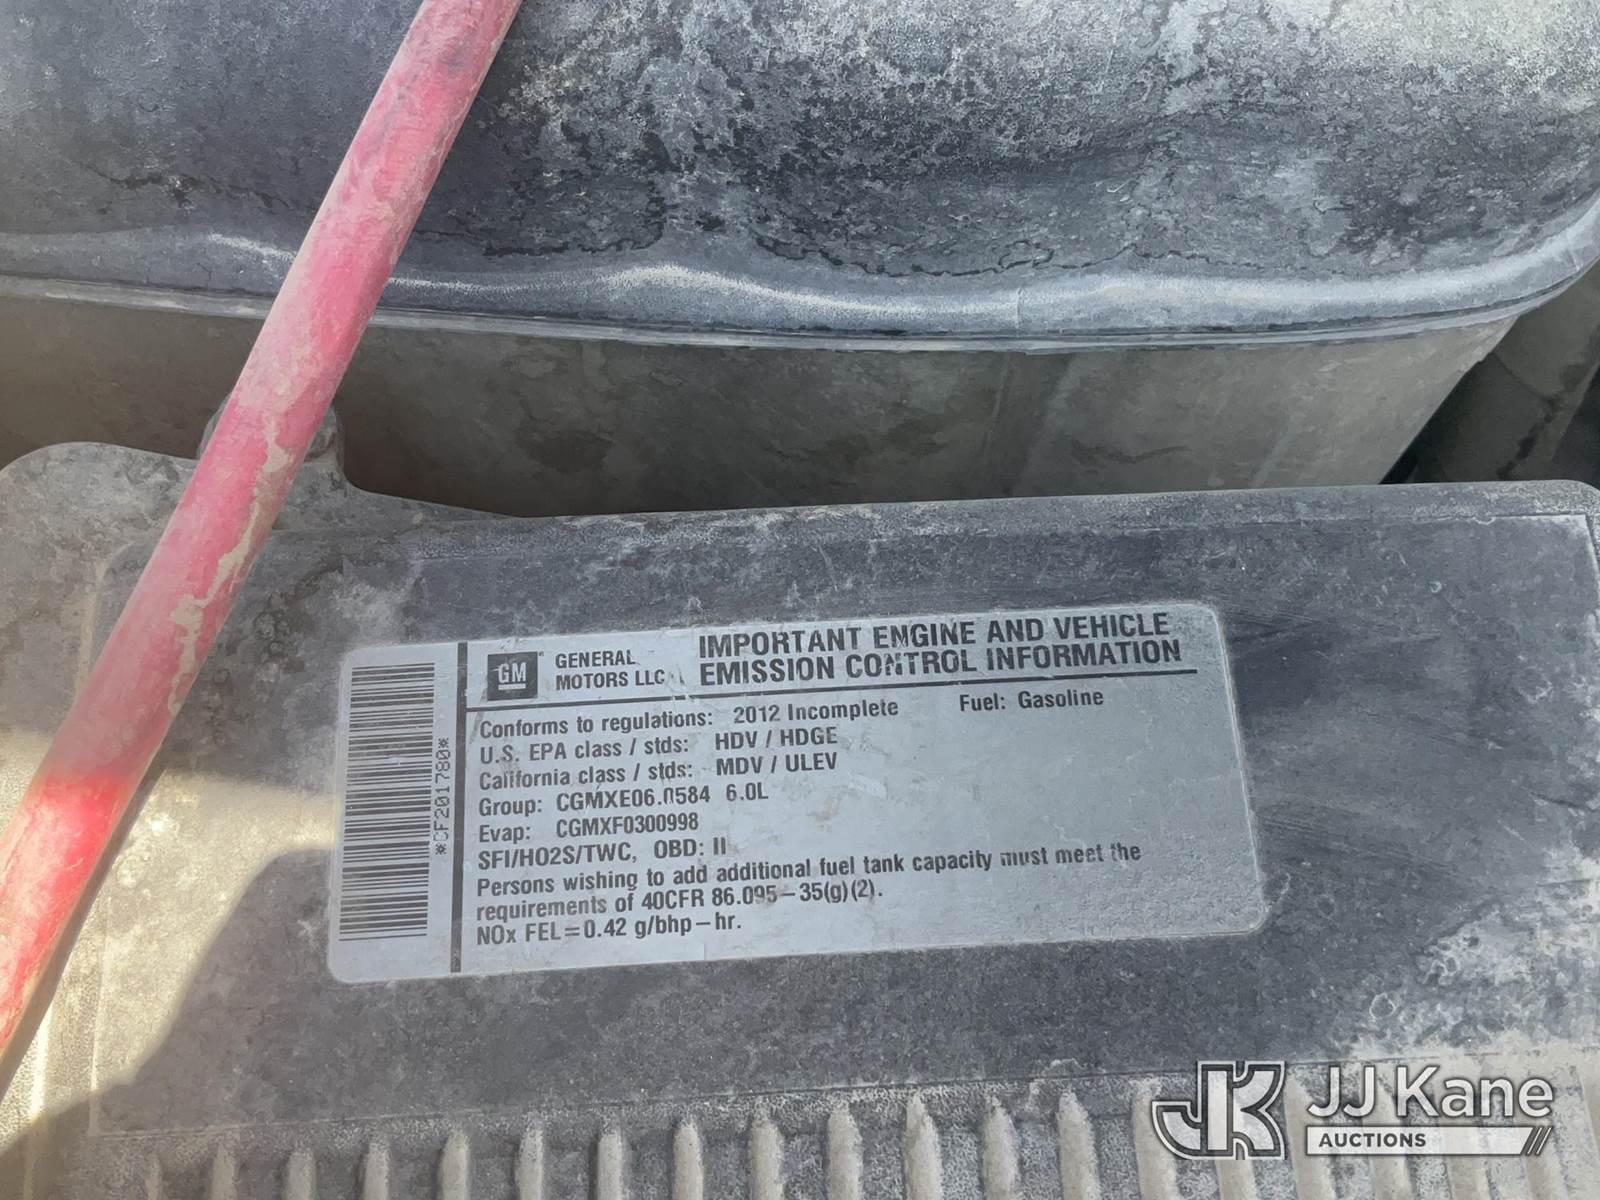 GM
GENERAL
MOTORS LLC
IMPORTANT ENGINE AND VEHICLE
EMISSION CONTROL INFORMATION
Conforms to regulations: 2012 Incomplete Fuel: Gasoline
U.S. EPA class / stds: HDV / HDGE
California class / stds: MDV / ULEV
Group: CGMXE06.0584 6.0L
Evap: CGMXF0300998
SFI/HO2S/TWC, OBD: II
Persons wishing to add additional fuel tank capacity must meet the
requirements of 40CFR 86.095-35(g)(2).
NOx FEL=0.42 g/bhp-hr.
*CF201780*
JK JJ Kane
AUCTIONS